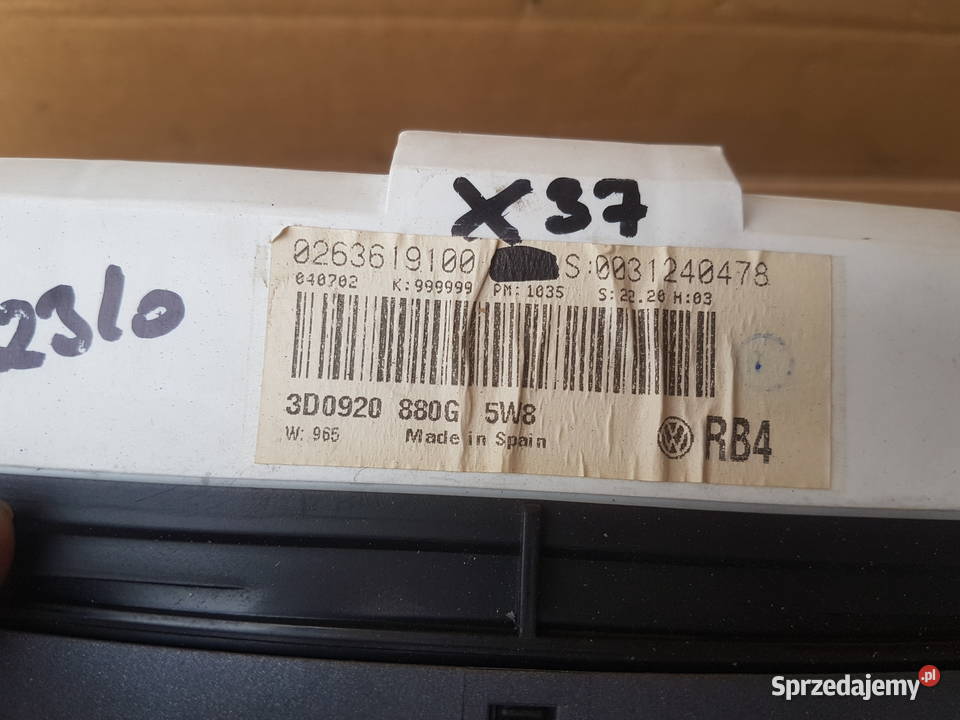 X37
2310
0263619100 S:0031240478
040702 K:999999 PM:1035 S:22.20 H:03
3D0920 880G 5W8
W: 965 Made in Spain
RB4
Sprzedajemy.pl